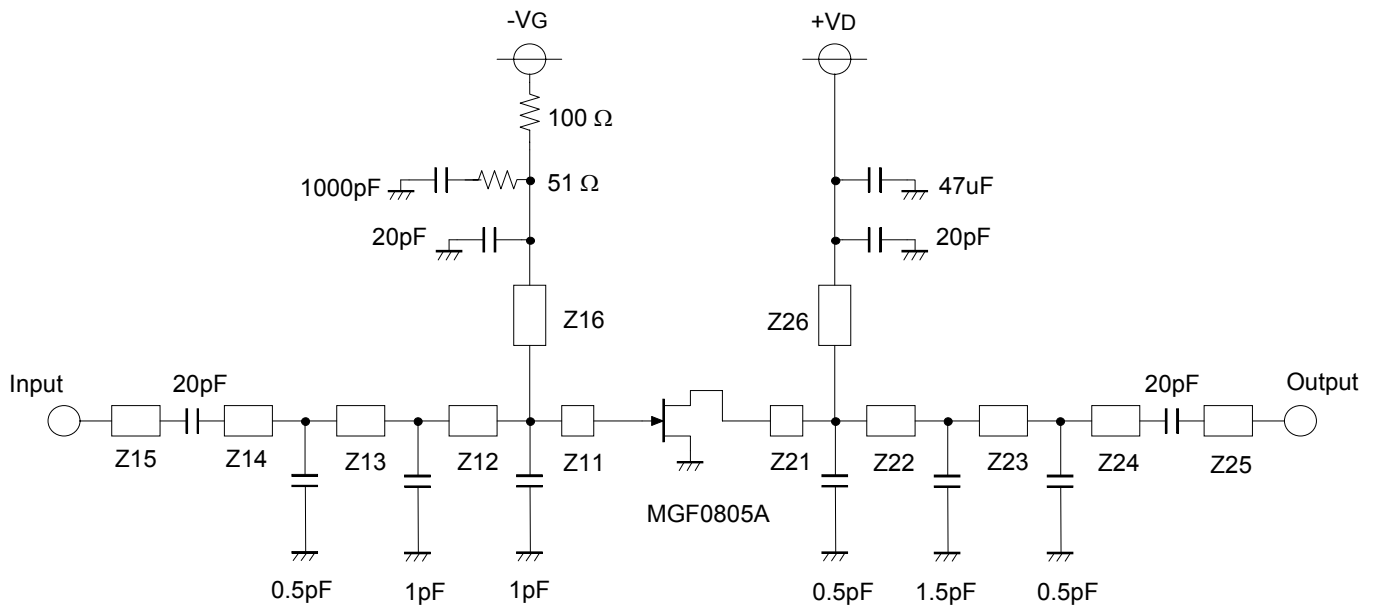 -VG
+VD
100 Ω
1000pF
51 Ω
47uF
20pF
20pF
Z16
Z26
Input
20pF
20pF
Output
Z15
Z14
Z13
Z12
Z11
Z21
Z22
Z23
Z24
Z25
MGF0805A
0.5pF
1pF
1pF
0.5pF
1.5pF
0.5pF